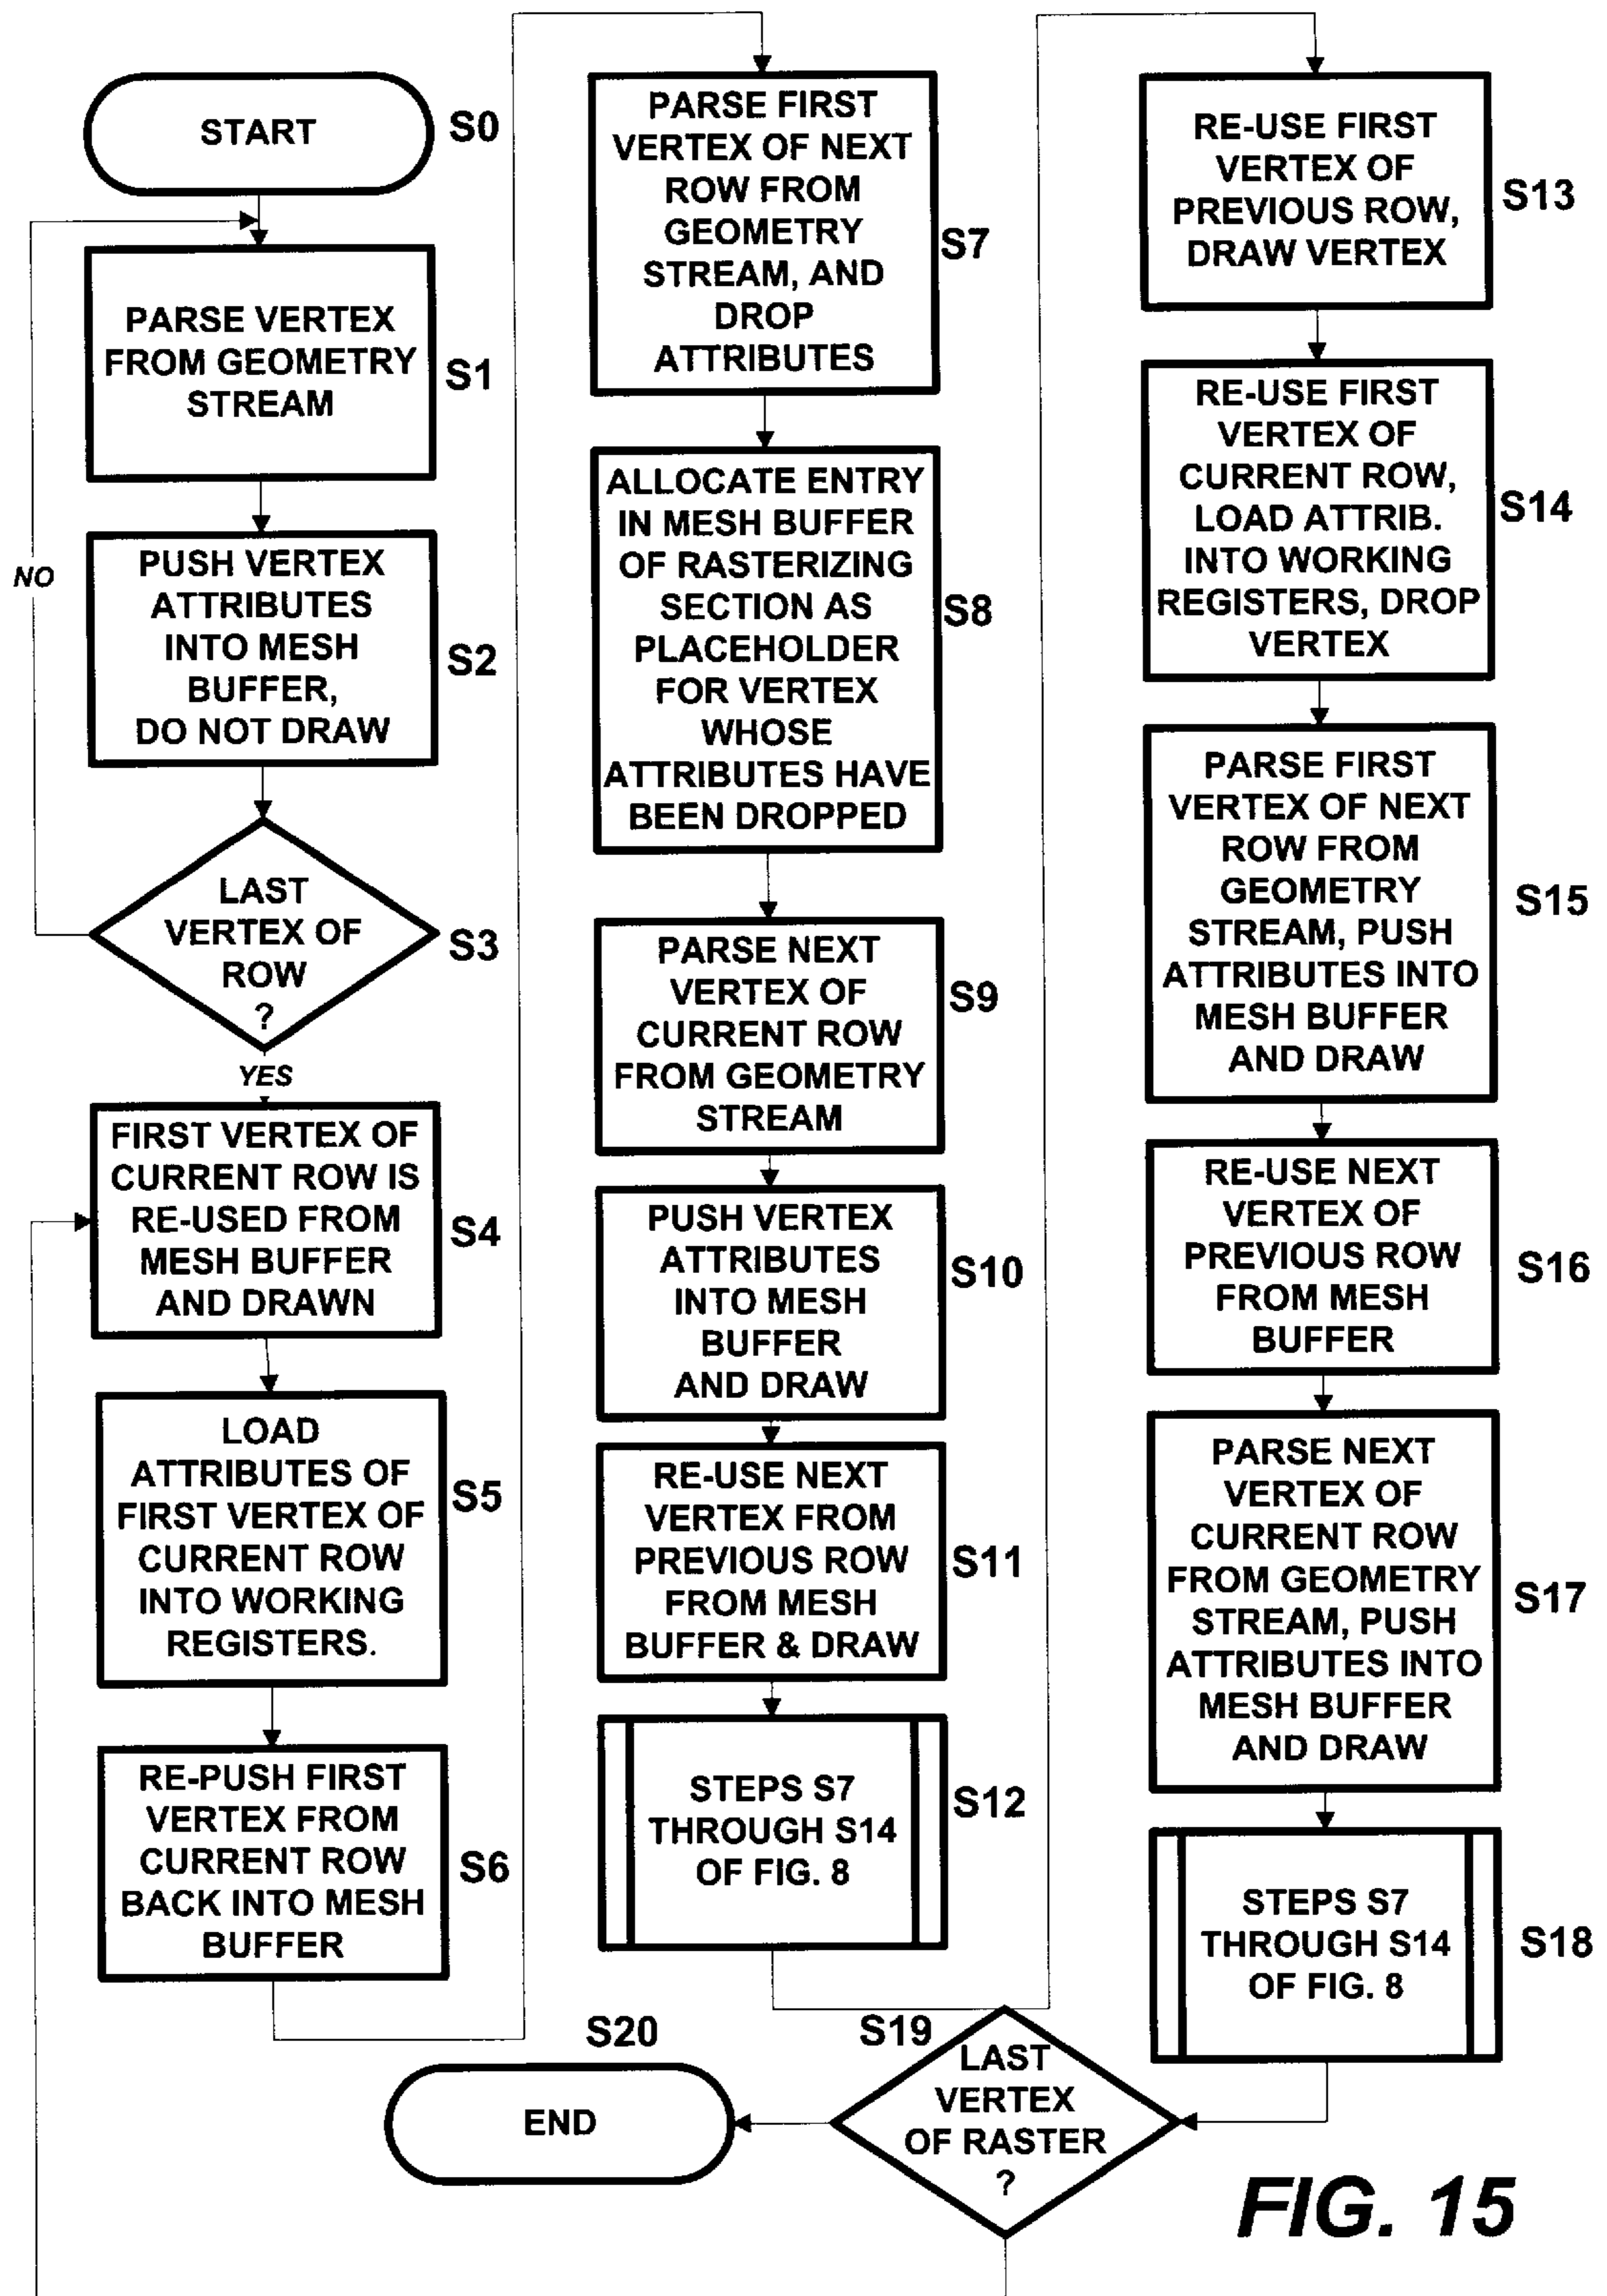 START
S0
PARSE VERTEX
FROM GEOMETRY
STREAM
S1
PUSH VERTEX
ATTRIBUTES
INTO MESH
BUFFER,
DO NOT DRAW
S2
NO
LAST
VERTEX OF
ROW
?
S3
YES
FIRST VERTEX OF
CURRENT ROW IS
RE-USED FROM
MESH BUFFER
AND DRAWN
S4
LOAD
ATTRIBUTES OF
FIRST VERTEX OF
CURRENT ROW
INTO WORKING
REGISTERS.
S5
RE-PUSH FIRST
VERTEX FROM
CURRENT ROW
BACK INTO MESH
BUFFER
S6
PARSE FIRST
VERTEX OF NEXT
ROW FROM
GEOMETRY
STREAM, AND
DROP
ATTRIBUTES
S7
ALLOCATE ENTRY
IN MESH BUFFER
OF RASTERIZING
SECTION AS
PLACEHOLDER
FOR VERTEX
WHOSE
ATTRIBUTES HAVE
BEEN DROPPED
S8
PARSE NEXT
VERTEX OF
CURRENT ROW
FROM GEOMETRY
STREAM
S9
PUSH VERTEX
ATTRIBUTES
INTO MESH
BUFFER
AND DRAW
S10
RE-USE NEXT
VERTEX FROM
PREVIOUS ROW
FROM MESH
BUFFER & DRAW
S11
STEPS S7
THROUGH S14
OF FIG. 8
S12
RE-USE FIRST
VERTEX OF
PREVIOUS ROW,
DRAW VERTEX
S13
RE-USE FIRST
VERTEX OF
CURRENT ROW,
LOAD ATTRIB.
INTO WORKING
REGISTERS, DROP
VERTEX
S14
PARSE FIRST
VERTEX OF NEXT
ROW FROM
GEOMETRY
STREAM, PUSH
ATTRIBUTES INTO
MESH BUFFER
AND DRAW
S15
RE-USE NEXT
VERTEX OF
PREVIOUS ROW
FROM MESH
BUFFER
S16
PARSE NEXT
VERTEX OF
CURRENT ROW
FROM GEOMETRY
STREAM, PUSH
ATTRIBUTES INTO
MESH BUFFER
AND DRAW
S17
STEPS S7
THROUGH S14
OF FIG. 8
S18
S19
LAST
VERTEX
OF RASTER
?
S20
END
FIG. 15